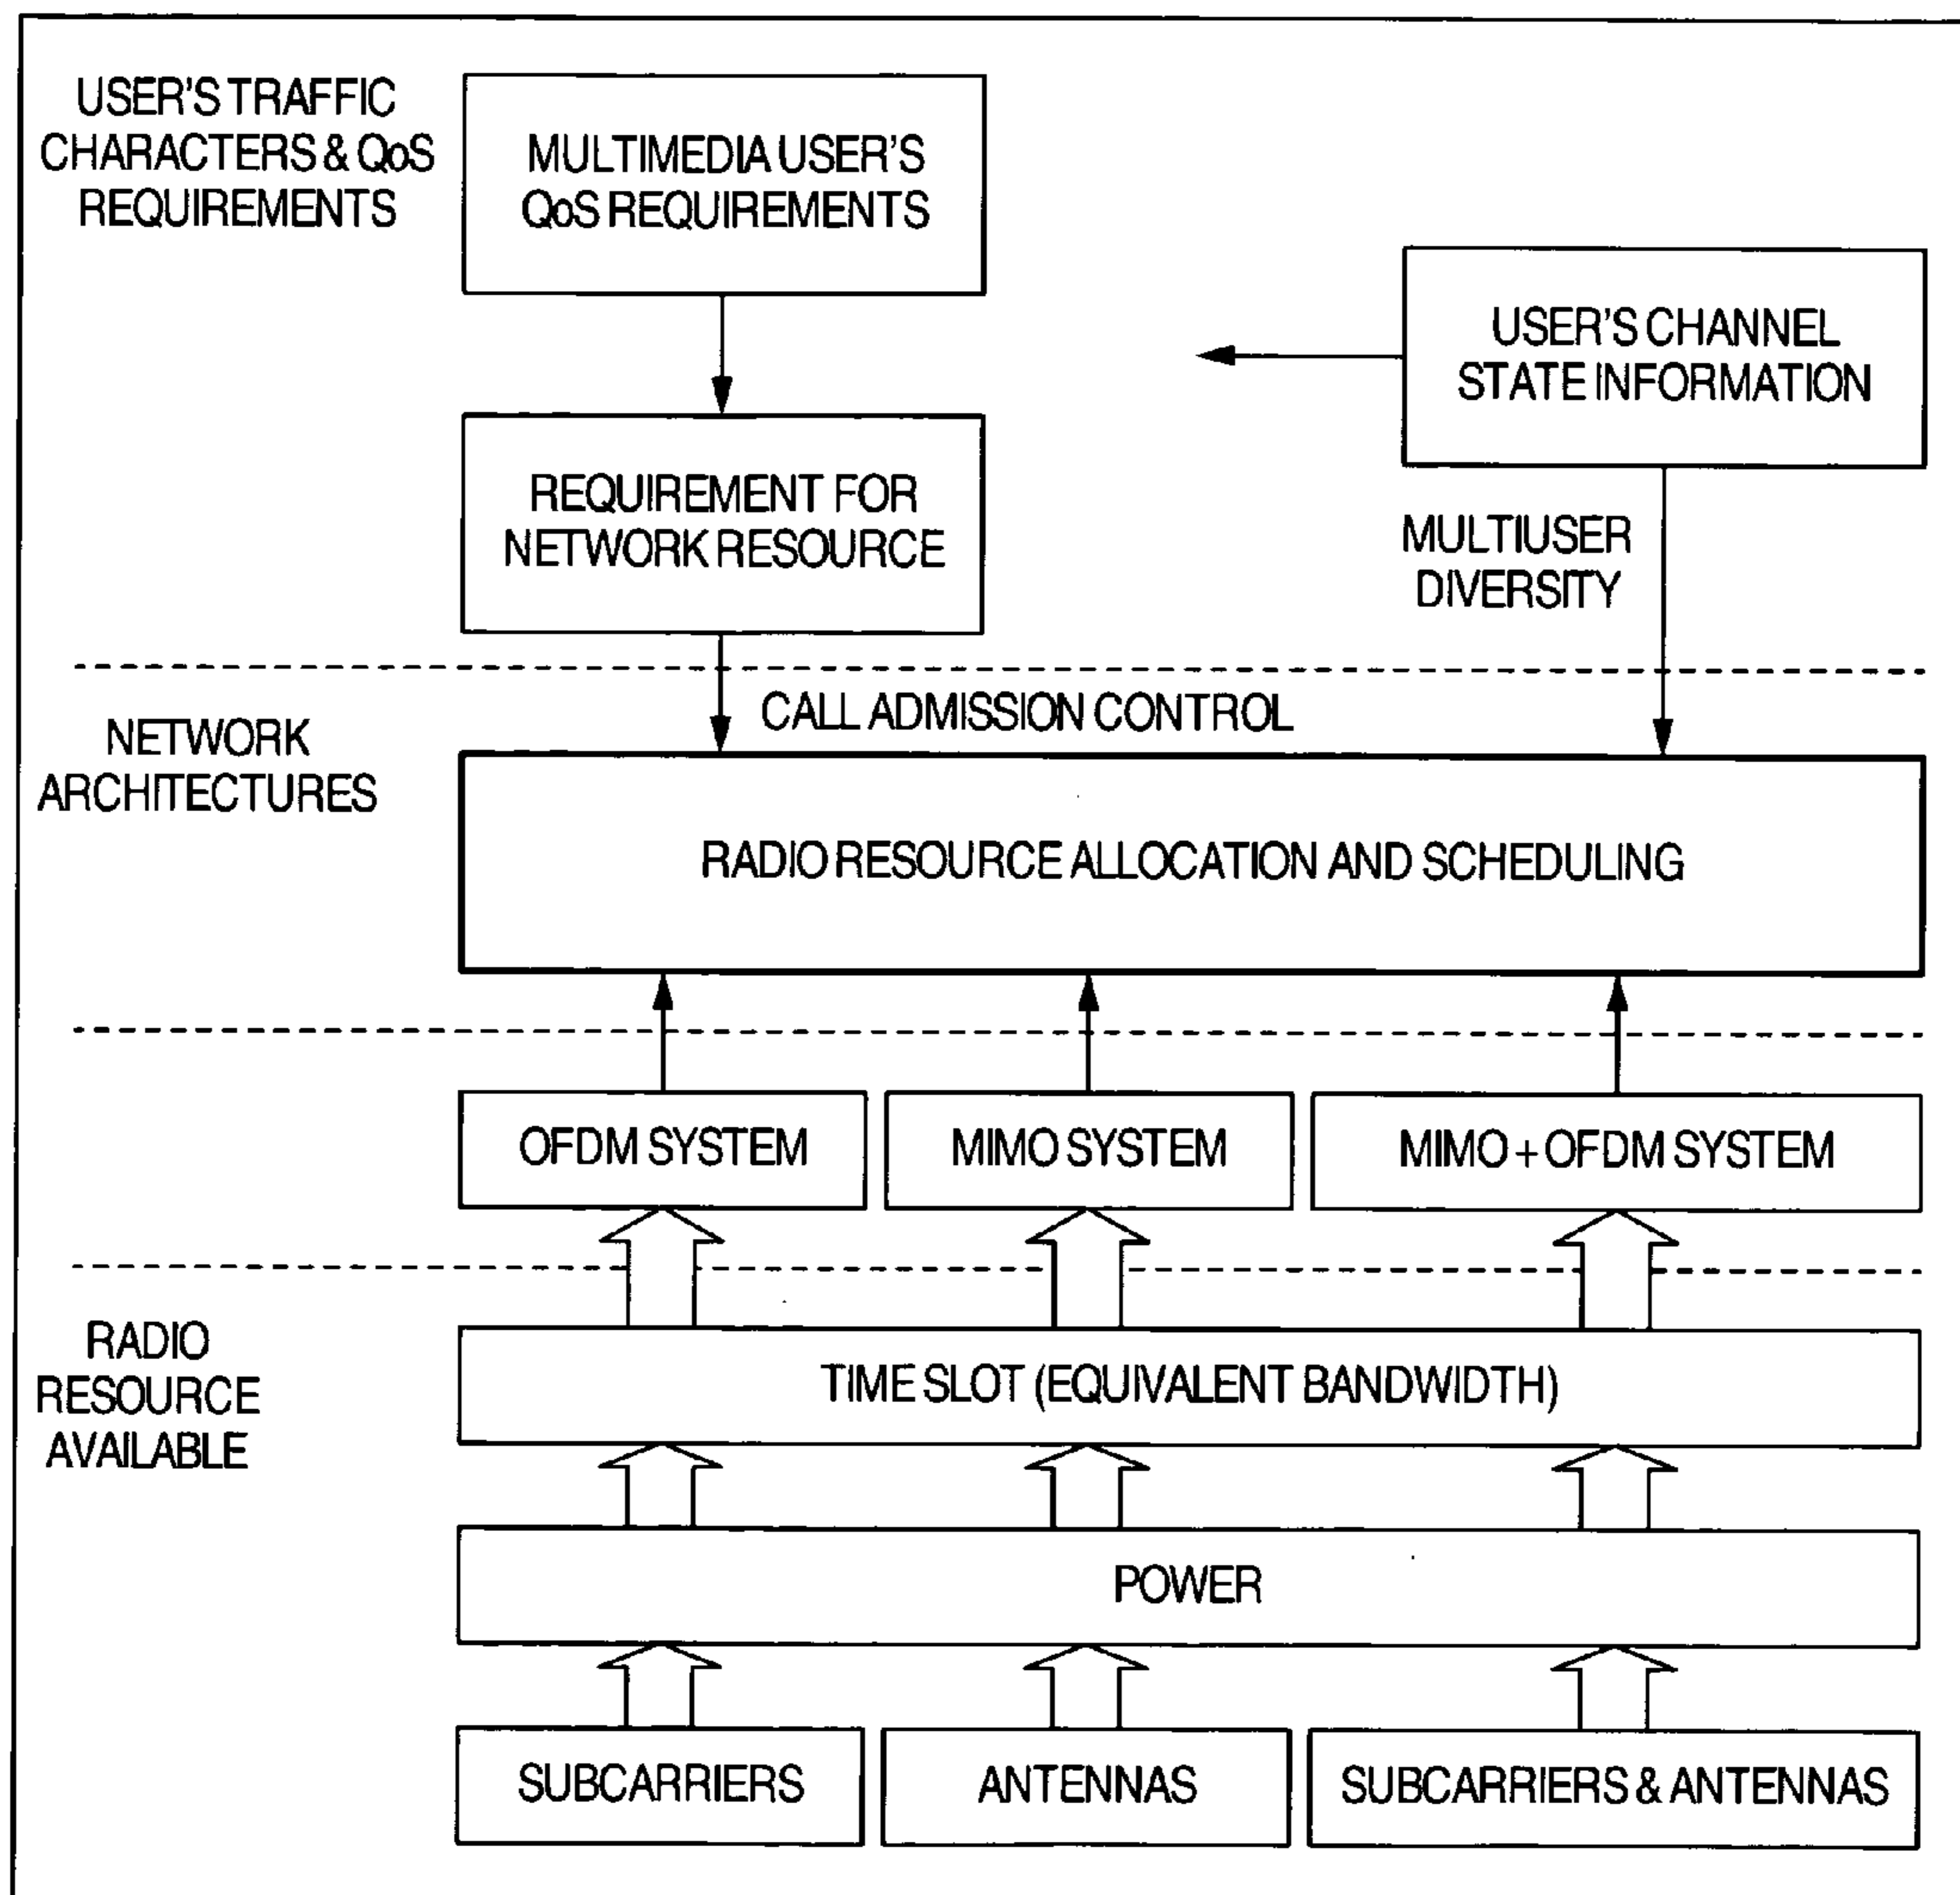 USER'S TRAFFIC
CHARACTERS & QoS
REQUIREMENTS
MULTIMEDIA USER'S
QoS REQUIREMENTS
USER'S CHANNEL
STATE INFORMATION
REQUIREMENT FOR
NETWORK RESOURCE
MULTIUSER
DIVERSITY
CALL ADMISSION CONTROL
NETWORK
ARCHITECTURES
RADIO RESOURCE ALLOCATION AND SCHEDULING
OFDM SYSTEM
MIMO SYSTEM
MIMO + OFDM SYSTEM
RADIO
RESOURCE
AVAILABLE
TIME SLOT (EQUIVALENT BANDWIDTH)
POWER
SUBCARRIERS
ANTENNAS
SUBCARRIERS & ANTENNAS